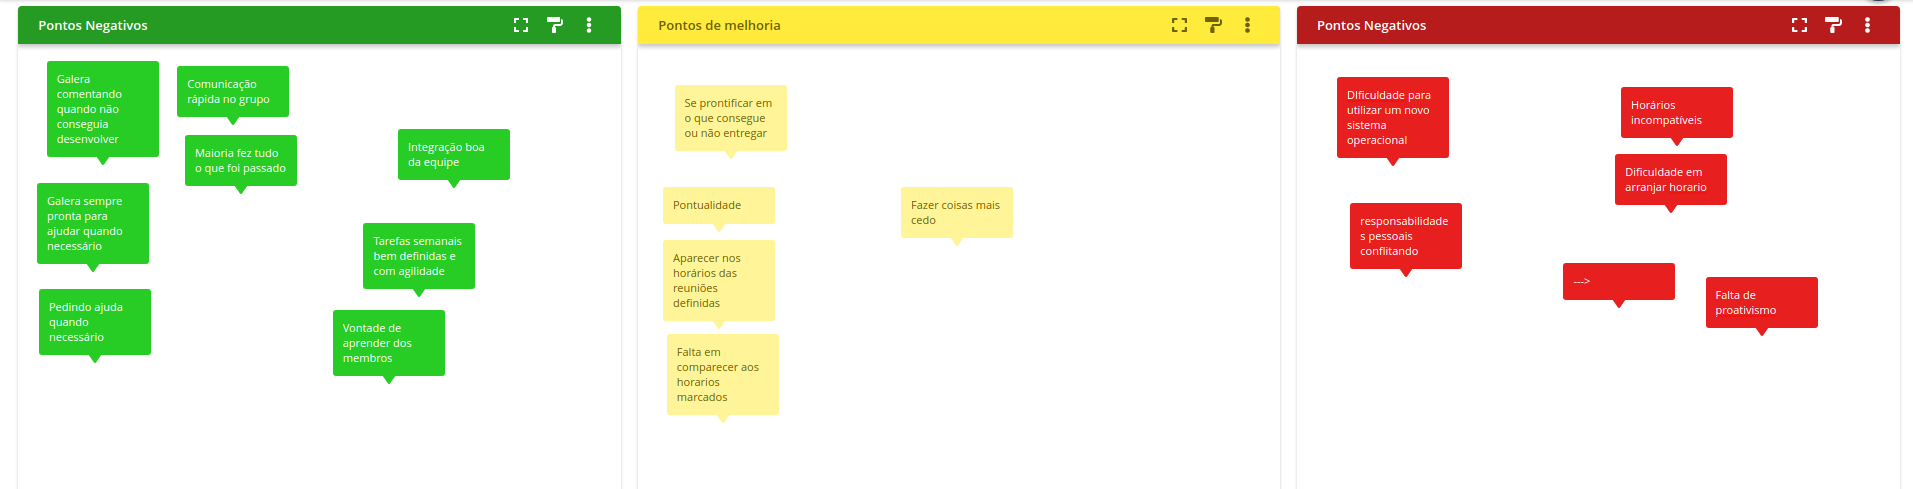 Pontos Negativos
Galera
comentando
quando não
conseguia
desenvolver
Comunicação
rápida no grupo
Maioria fez tudo
o que foi passado
Integração boa
da equipe
Galera sempre
pronta para
ajudar quando
necessário
Tarefas semanais
bem definidas e
com agilidade
Pedindo ajuda
quando
necessário
Vontade de
aprender dos
membros
Pontos de melhoria
Se prontificar em
o que consegue
ou não entregar
Pontualidade
Fazer coisas mais
cedo
Aparecer nos
horários das
reuniões
definidas
Falta em
comparecer aos
horarios
marcados
Pontos Negativos
DIficuldade para
utilizar um novo
sistema
operacional
Horários
incompatíveis
Dificuldade em
arranjar horario
responsabilidade
s pessoais
conflitando
--->
Falta de
proativismo